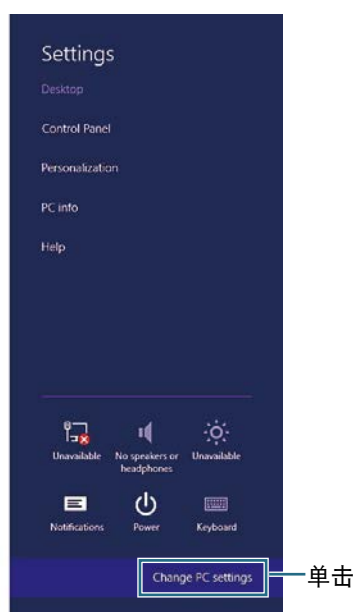 Settings
Desktop
Control Panel
Personalization
PC info
Help
Unavailable
No speakers or
headphones
Unavailable
Notifications
Power
Keyboard
Change PC settings
单击